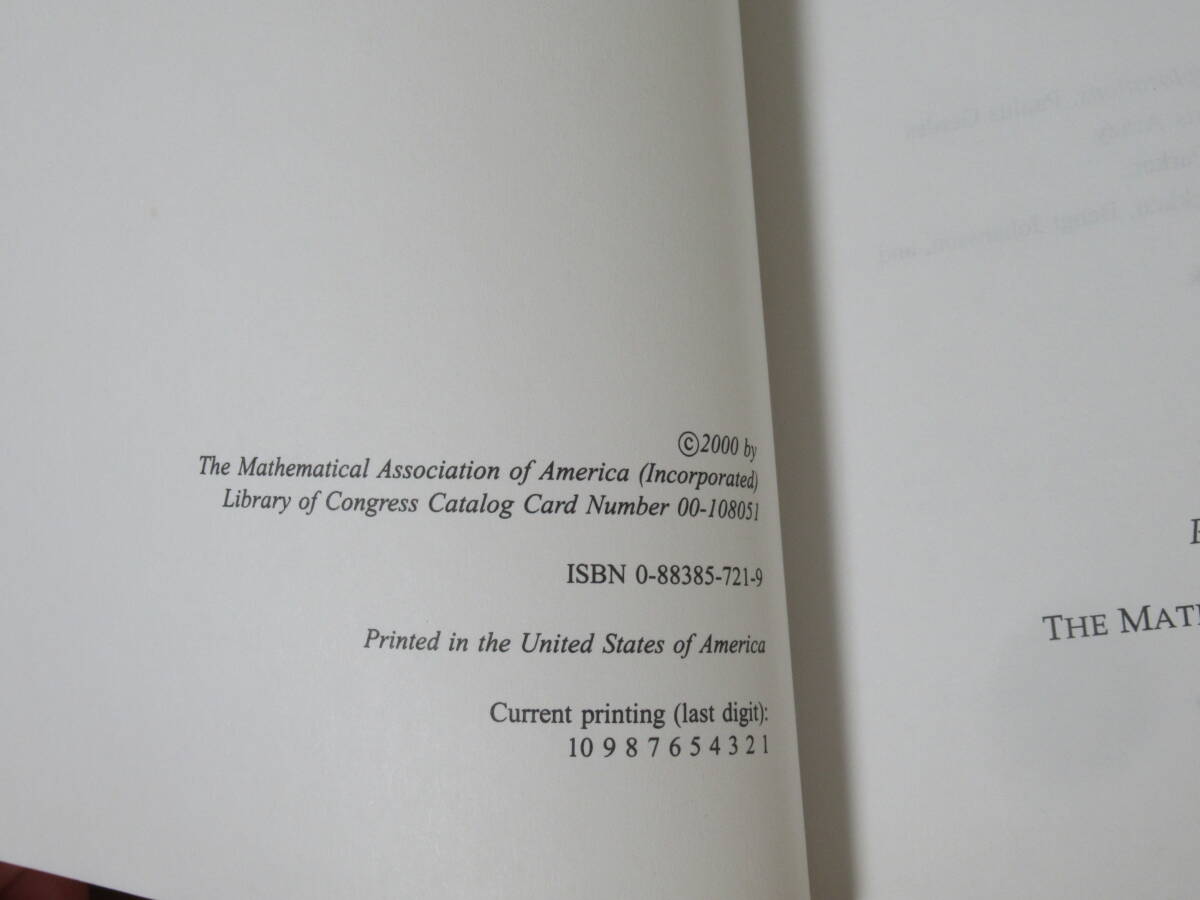 ©2000 by
The Mathematical Association of America (Incorporated)
Library of Congress Catalog Card Number 00-108051
ISBN 0-88385-721-9
Printed in the United States of America
Current printing (last digit):
10 9 8 7 6 5 4 3 2 1
THE MATH